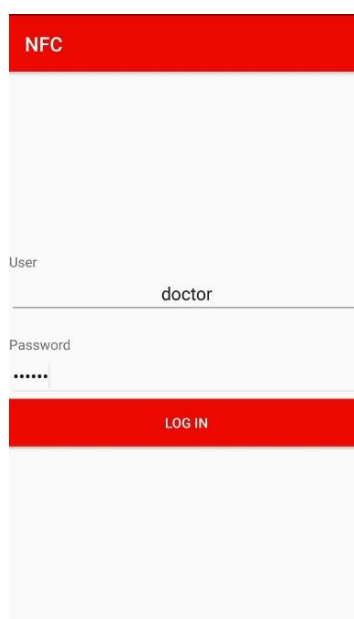 NFC
User
doctor
Password
••••••
LOG IN